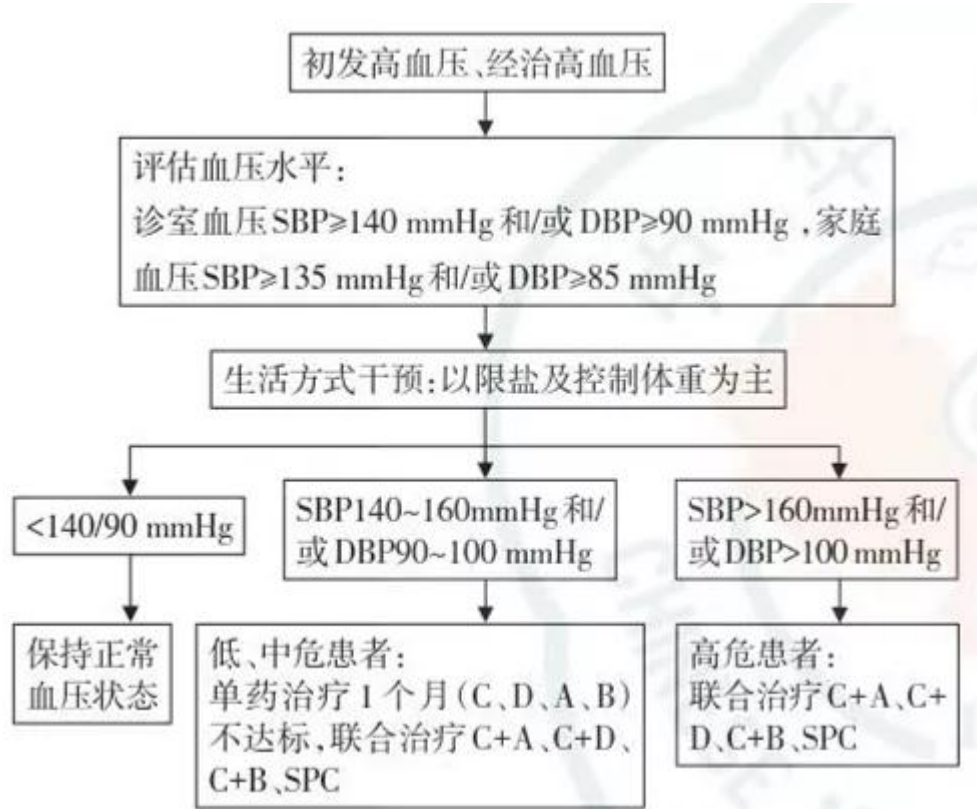 初发高血压、经治高血压
评估血压水平：
诊室血压SBP≥140 mmHg和/或DBP≥90 mmHg，家庭
血压SBP≥135 mmHg和/或DBP≥85 mmHg
生活方式干预：以限盐及控制体重为主
<140/90 mmHg
SBP140~160mmHg和/
或DBP90~100 mmHg
SBP>160mmHg和/
或DBP>100 mmHg
保持正常
血压状态
低、中危患者：
单药治疗1个月(C、D、A、B)
不达标，联合治疗C+A、C+D、
C+B、SPC
高危患者：
联合治疗C+A、C+
D、C+B、SPC